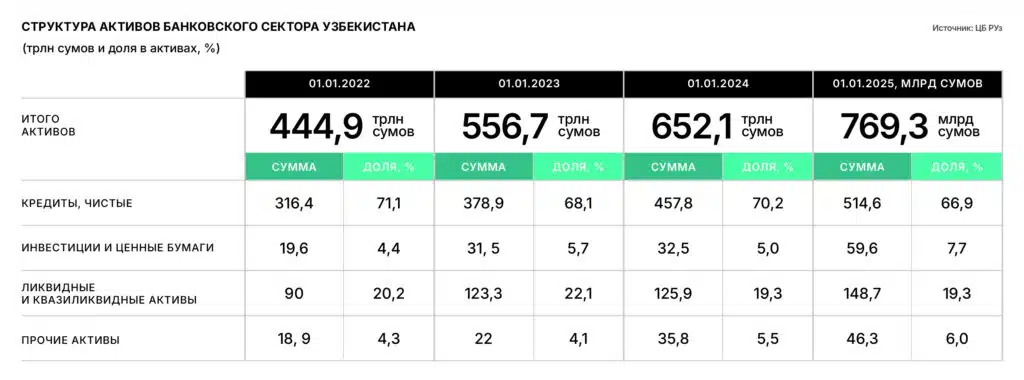 СТРУКТУРА АКТИВОВ БАНКОВСКОГО СЕКТОРА УЗБЕКИСТАНА
Источник: ЦБ РУз
(трлн сумов и доля в активах, %)
01.01.2022 01.01.2023 01.01.2024 01.01.2025, МЛРД СУМОВ
ИТОГО
АКТИВОВ
444,9 трлн сумов 556,7 трлн сумов 652,1 трлн сумов 769,3 млрд сумов
СУММА ДОЛЯ, % СУММА ДОЛЯ, % СУММА ДОЛЯ, % СУММА ДОЛЯ, %
КРЕДИТЫ, ЧИСТЫЕ 316,4 71,1 378,9 68,1 457,8 70,2 514,6 66,9
ИНВЕСТИЦИИ И ЦЕННЫЕ БУМАГИ 19,6 4,4 31, 5 5,7 32,5 5,0 59,6 7,7
ЛИКВИДНЫЕ
И КВАЗИЛИКВИДНЫЕ АКТИВЫ 90 20,2 123,3 22,1 125,9 19,3 148,7 19,3
ПРОЧИЕ АКТИВЫ 18, 9 4,3 22 4,1 35,8 5,5 46,3 6,0